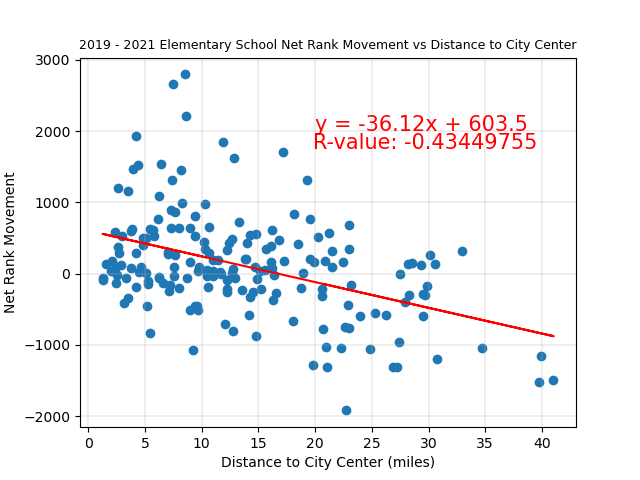 2019 - 2021 Elementary School Net Rank Movement vs Distance to City Center
3000
2000
1000
0
−1000
−2000
Net Rank Movement
y = -36.12x + 603.5
R-value: -0.43449755
0 5 10 15 20 25 30 35 40
Distance to City Center (miles)